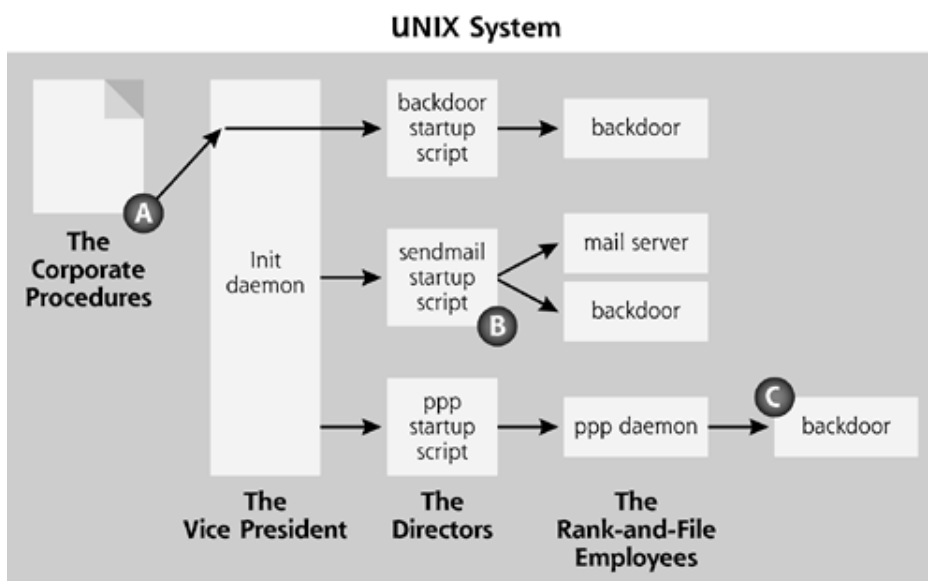 UNIX System
A
The
Corporate
Procedures
Init
daemon
The
Vice President
backdoor
startup
script
sendmail
startup
script
B
ppp
startup
script
The
Directors
backdoor
mail server
backdoor
ppp daemon
The
Rank-and-File
Employees
C
backdoor